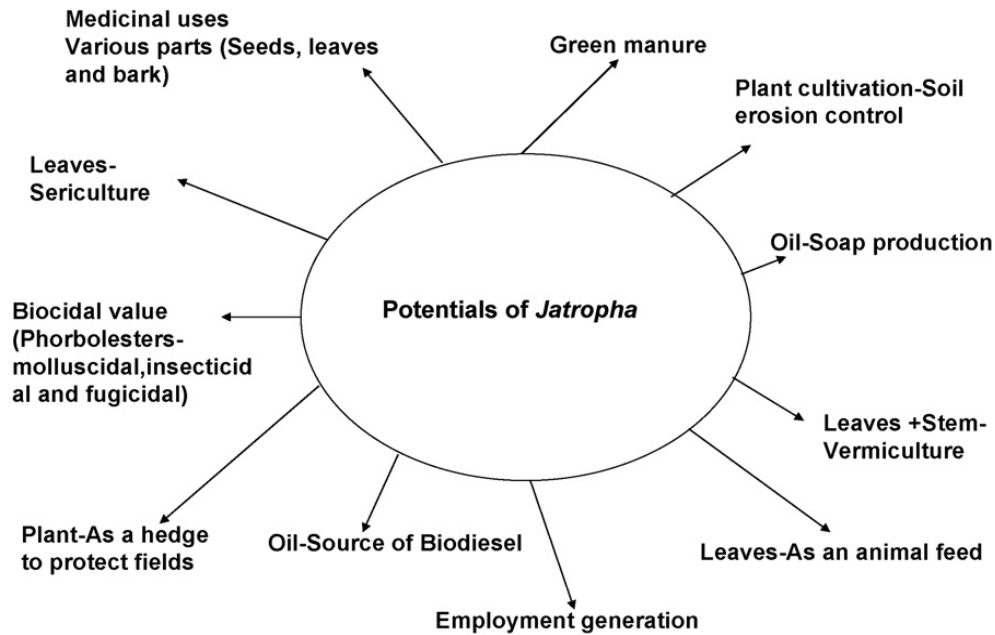 Medicinal uses
Various parts (Seeds, leaves
and bark)
Green manure
Plant cultivation-Soil
erosion control
Leaves-
Sericulture
Oil-Soap production
Biocidal value
(Phorbolesters-
molluscidal,insecticid
al and fugicidal)
Potentials of Jatropha
Leaves +Stem-
Vermiculture
Plant-As a hedge
to protect fields
Oil-Source of Biodiesel
Leaves-As an animal feed
Employment generation